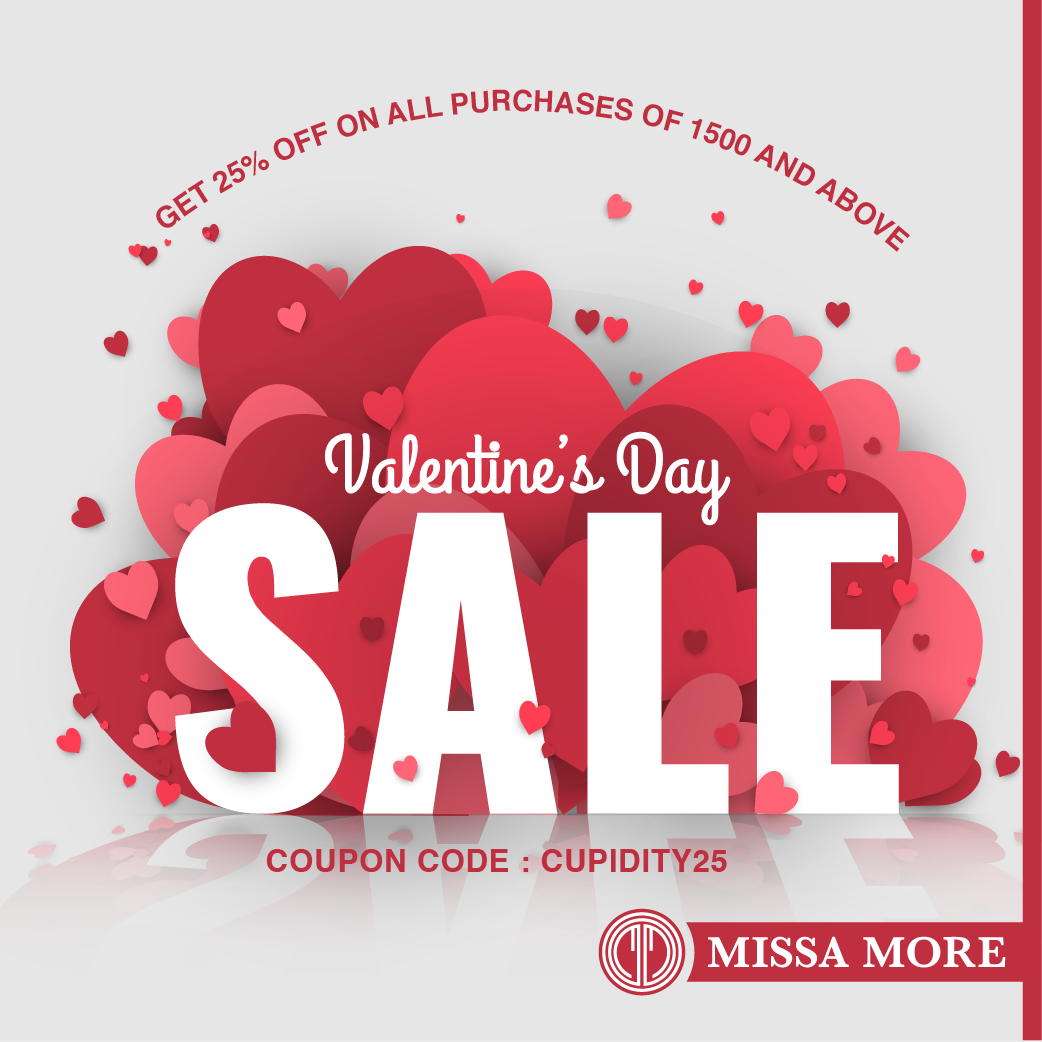 GET 25% OFF ON ALL PURCHASES OF 1500 AND ABOVE
Valentine's Day
SALE
COUPON CODE : CUPIDITY25
MISSA MORE